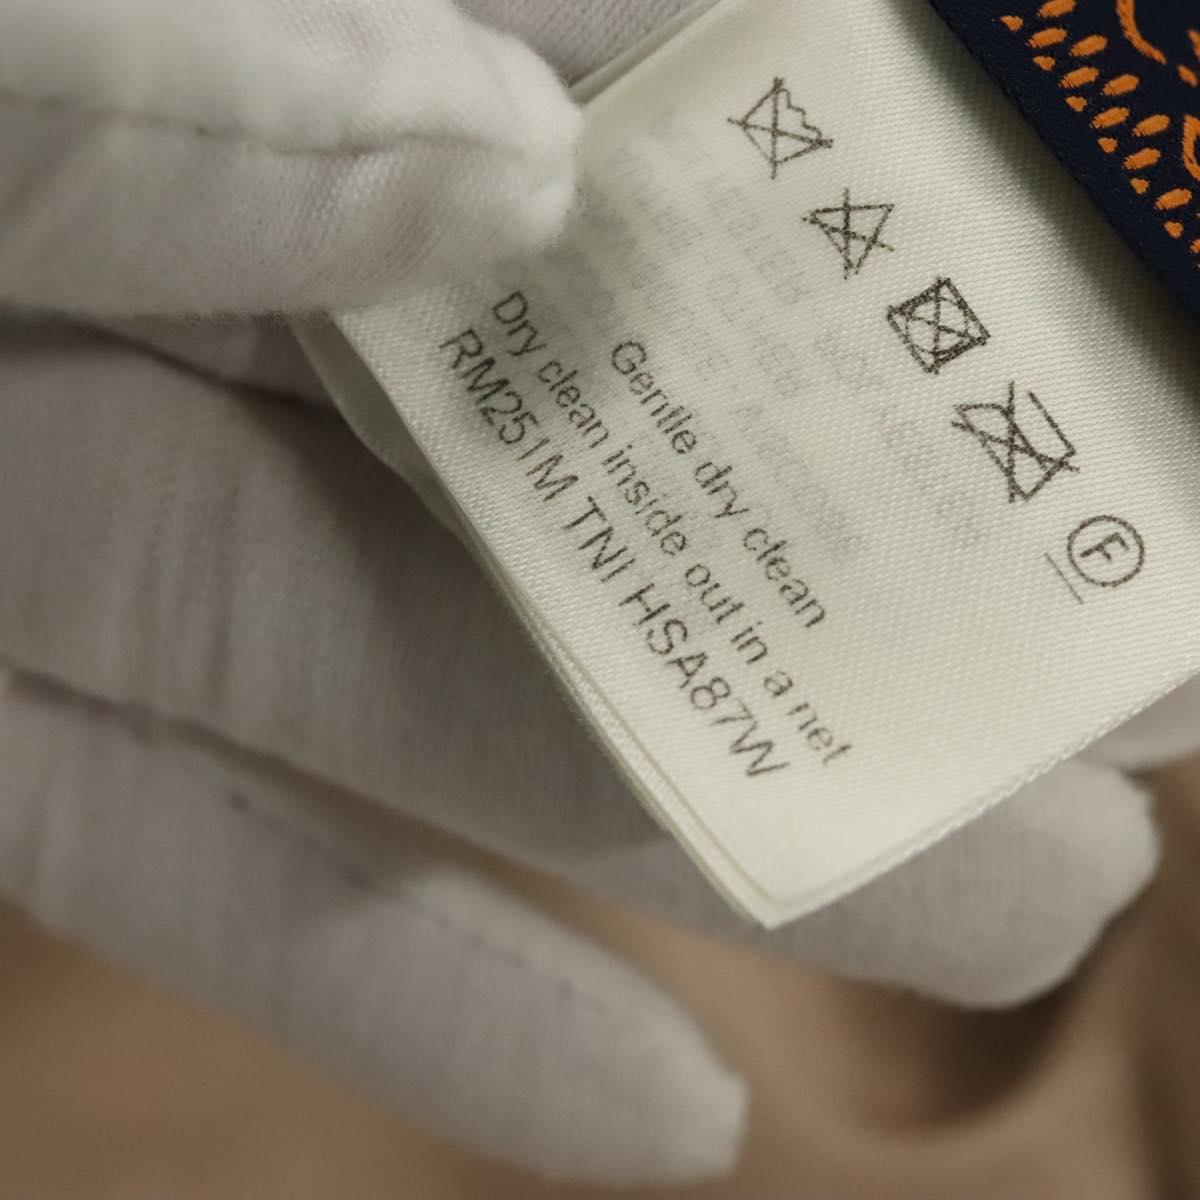 F
Gentle dry clean
Dry clean inside out in a net
RM251M TNI HSA87W